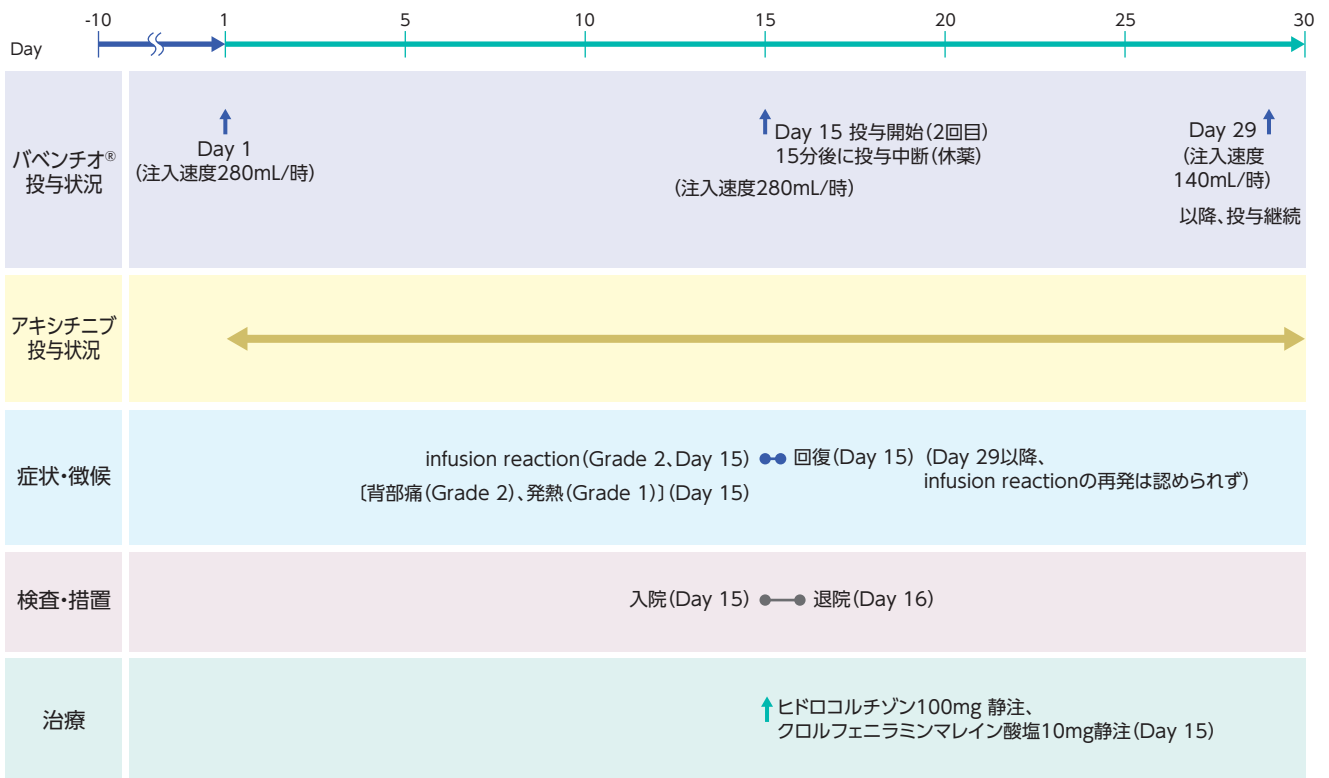 Day
-10 1 5 10 15 20 25 30
バベンチオ®
投与状況
Day 1
(注入速度280mL/時)
Day 15 投与開始(2回目)
15分後に投与中断(休薬)
(注入速度280mL/時)
Day 29
(注入速度
140mL/時)
以降、投与継続
アキシチニブ
投与状況
症状・徴候
infusion reaction(Grade 2、Day 15)
〔背部痛(Grade 2)、発熱(Grade 1)〕(Day 15)
回復(Day 15)
(Day 29以降、
infusion reactionの再発は認められず)
検査・措置
入院(Day 15)
退院(Day 16)
治療
ヒドロコルチゾン100mg 静注、
クロルフェニラミンマレイン酸塩10mg静注(Day 15)